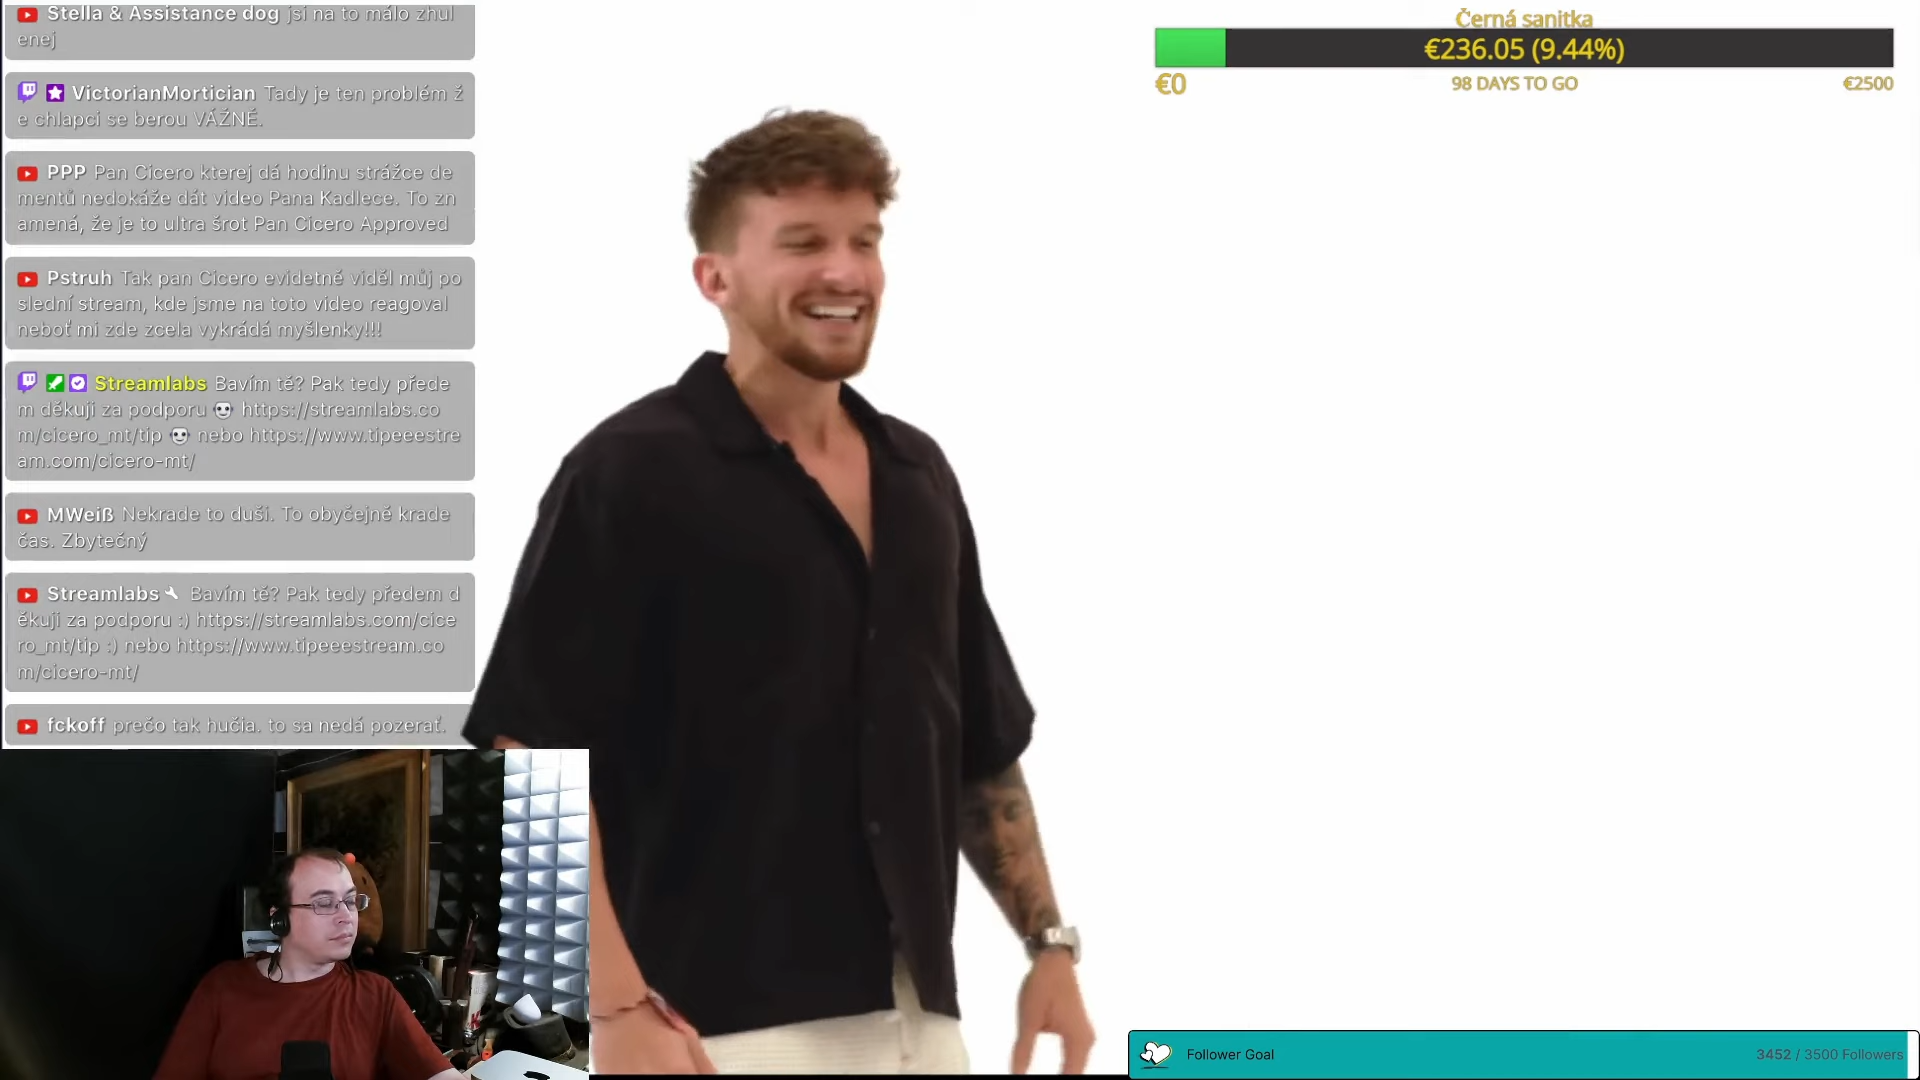 Stella & Assistance dog jsi na to málo zhul
enej
VictorianMortician Tady je ten problém ž
e chlapci se berou VÁŽNĚ.
PPP Pan Cicero kterej dá hodinu strážce de
mentů nedokáže dát video Pana Kadlece. To zn
amená, že je to ultra šrot Pan Cicero Approved
Pstruh Tak pan Cicero evidetně viděl můj po
slední stream, kde jsme na toto video reagoval
neboť mi zde zcela vykrádá myšlenky!!!
Streamlabs Bavím tě? Pak tedy přede
m děkuji za podporu 💀 https://streamlabs.co
m/cicero_mt/tip 💀 nebo https://www.tipeeestre
am.com/cicero-mt/
MWeiß Nekrade to duši. To obyčejně krade
čas. Zbytečný
Streamlabs Bavím tě? Pak tedy předem d
ěkuji za podporu :) https://streamlabs.com/cice
ro_mt/tip :) nebo https://www.tipeeestream.co
m/cicero-mt/
fckoff prečo tak hučia. to sa nedá pozerať.
Černá sanitka
€236.05 (9.44%)
€0 98 DAYS TO GO €2500
Follower Goal 3452 / 3500 Followers